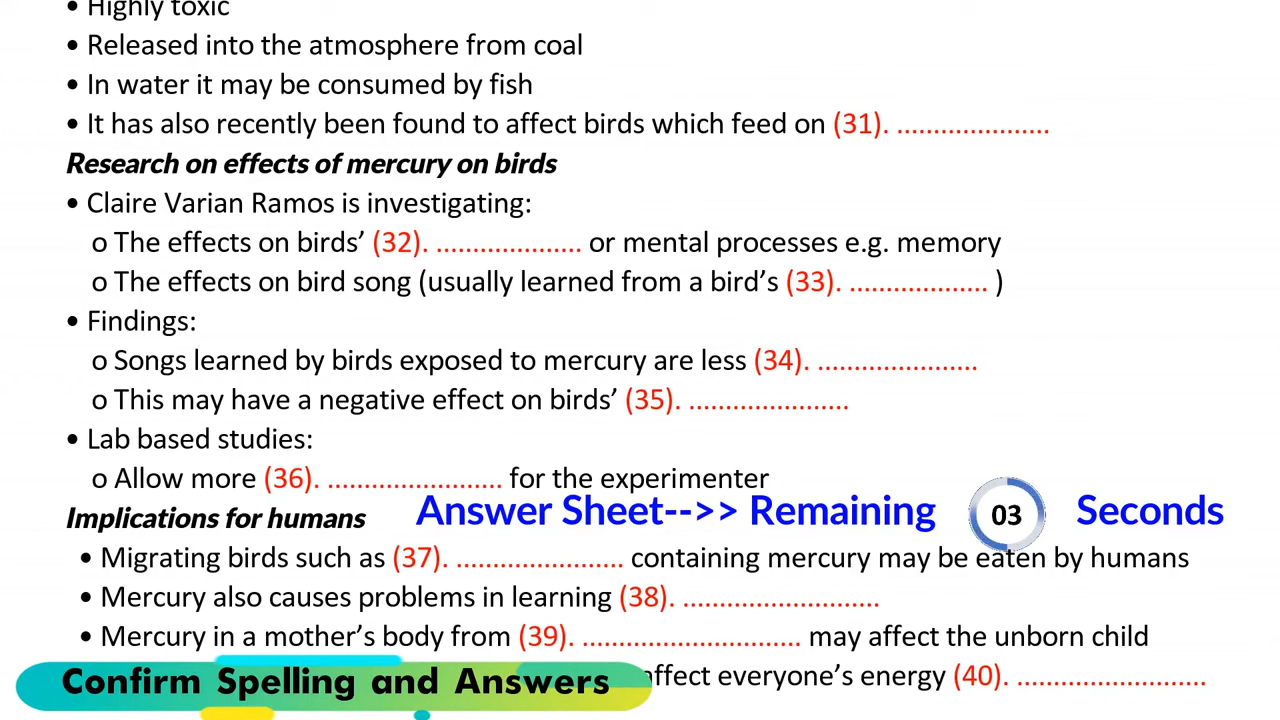 • Highly toxic
• Released into the atmosphere from coal
• In water it may be consumed by fish
• It has also recently been found to affect birds which feed on (31). .....................
Research on effects of mercury on birds
• Claire Varian Ramos is investigating:
o The effects on birds’ (32). .................... or mental processes e.g. memory
o The effects on bird song (usually learned from a bird’s (33). ................... )
• Findings:
o Songs learned by birds exposed to mercury are less (34). ......................
o This may have a negative effect on birds’ (35). ......................
• Lab based studies:
o Allow more (36). ........................ for the experimenter
Answer Sheet-->> Remaining 03 Seconds
Implications for humans
• Migrating birds such as (37). ....................... containing mercury may be eaten by humans
• Mercury also causes problems in learning (38). ...........................
• Mercury in a mother’s body from (39). .............................. may affect the unborn child
affect everyone’s energy (40). ..........................
Confirm Spelling and Answers